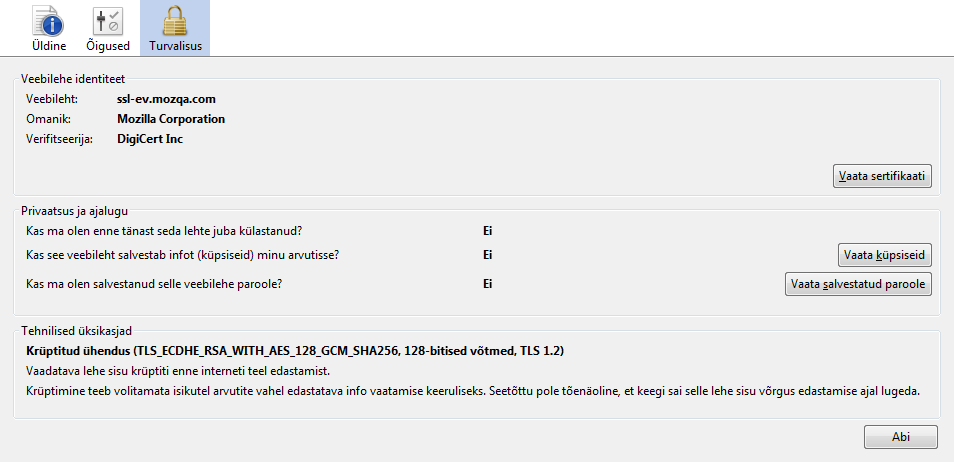 Üldine Õigused Turvalisus
Veebilehe identiteet
Veebileht: ssl-ev.mozqa.com
Omanik: Mozilla Corporation
Verifitseerija: DigiCert Inc
Vaata sertifikaati
Privaatsus ja ajalugu
Kas ma olen enne tänast seda lehte juba külastanud? Ei
Kas see veebileht salvestab infot (küpsiseid) minu arvutisse? Ei Vaata küpsiseid
Kas ma olen salvestanud selle veebilehe paroole? Ei Vaata salvestatud paroole
Tehnilised üksikasjad
Krüptitud ühendus (TLS_ECDHE_RSA_WITH_AES_128_GCM_SHA256, 128-bitised võtmed, TLS 1.2)
Vaadatava lehe sisu krüptiti enne interneti teel edastamist.
Krüptimine teeb volitamata isikutel arvutite vahel edastatava info vaatamise keeruliseks. Seetõttu pole tõenäoline, et keegi sai selle lehe sisu võrgus edastamise ajal lugeda.
Abi